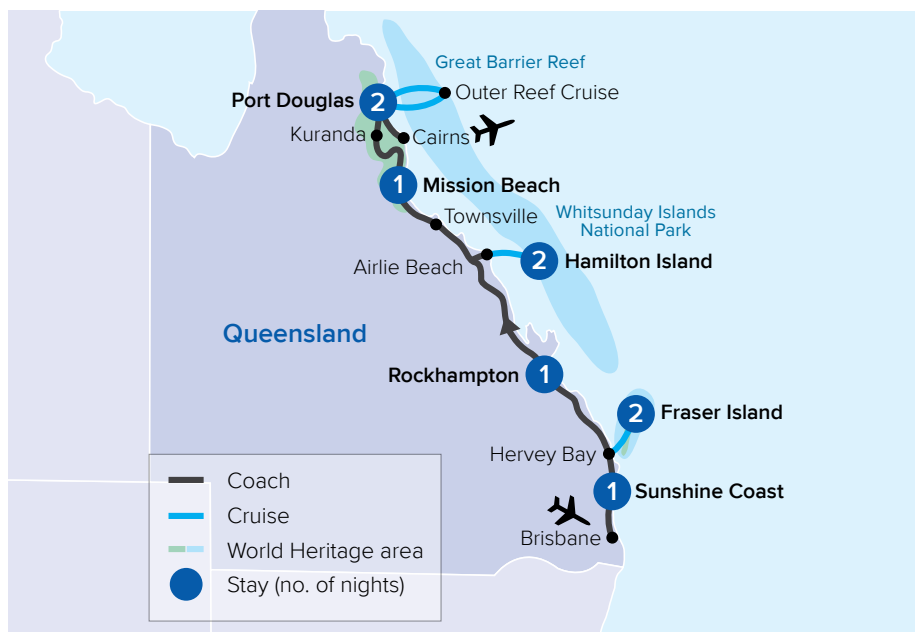 Great Barrier Reef
Port Douglas
2
Outer Reef Cruise
Kuranda
Cairns
1
Mission Beach
Townsville
Whitsunday Islands
National Park
Airlie Beach
2
Hamilton Island
Queensland
Rockhampton
1
2
Fraser Island
Hervey Bay
1
Sunshine Coast
Brisbane
Coach
Cruise
World Heritage area
Stay (no. of nights)